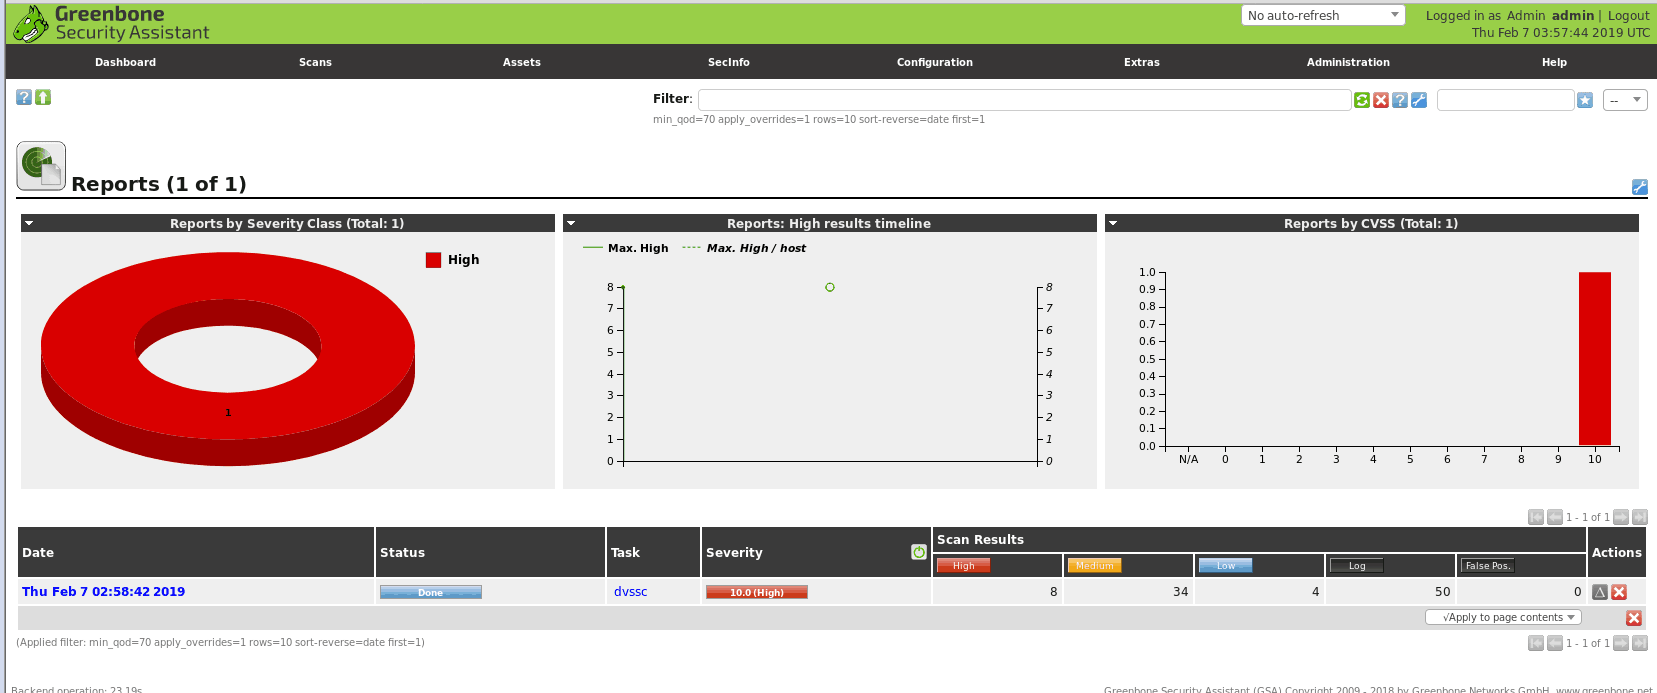 Greenbone
Security Assistant
No auto-refresh
Logged in as Admin admin | Logout
Thu Feb 7 03:57:44 2019 UTC
Dashboard Scans Assets SecInfo Configuration Extras Administration Help
Filter: --
min_qod=70 apply_overrides=1 rows=10 sort-reverse=date first=1
Reports (1 of 1)
Reports by Severity Class (Total: 1)
High
1
Reports: High results timeline
Max. High Max. High / host
8 8
7 7
6 6
5 5
4 4
3 3
2 2
1 1
0 0
Reports by CVSS (Total: 1)
1.0
0.9
0.8
0.7
0.6
0.5
0.4
0.3
0.2
0.1
0.0
N/A 0 1 2 3 4 5 6 7 8 9 10
1 - 1 of 1
Date Status Task Severity Scan Results Actions
High Medium Low Log False Pos.
Thu Feb 7 02:58:42 2019 Done dvssc 10.0 (High) 8 34 4 50 0
√Apply to page contents
(Applied filter: min_qod=70 apply_overrides=1 rows=10 sort-reverse=date first=1)
1 - 1 of 1
Backend operation: 23.19s
Greenbone Security Assistant (GSA) Copyright 2009 - 2018 by Greenbone Networks GmbH, www.greenbone.net